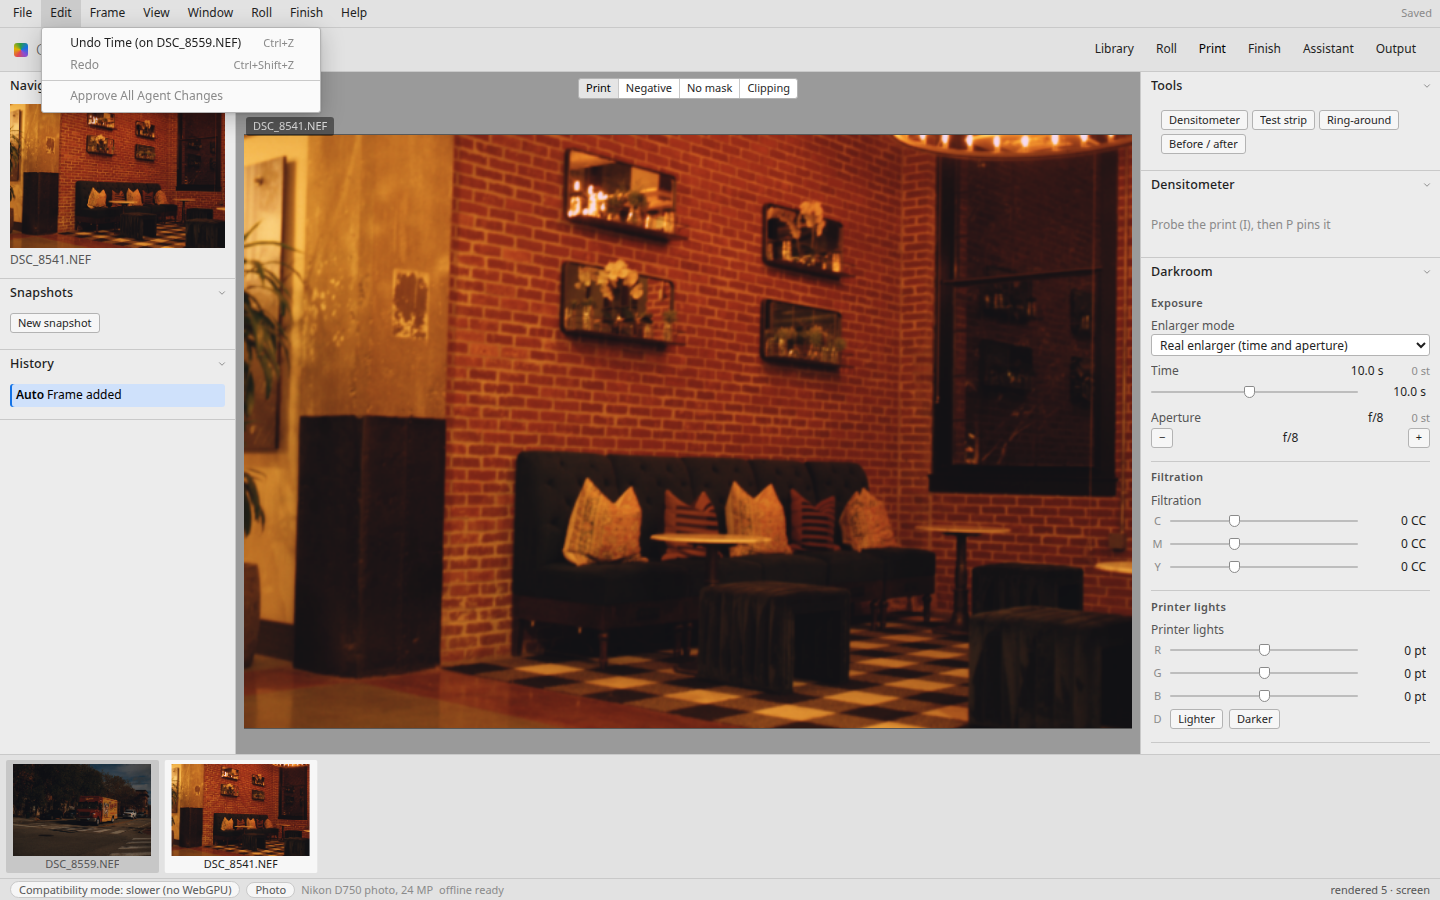 File Edit Frame View Window Roll Finish Help Saved
Undo Time (on DSC_8559.NEF) Ctrl+Z
Redo Ctrl+Shift+Z
Approve All Agent Changes
Library Roll Print Finish Assistant Output
DSC_8541.NEF
Snapshots
New snapshot
History
Auto Frame added
Print Negative No mask Clipping
DSC_8541.NEF
Tools
Densitometer Test strip Ring-around
Before / after
Densitometer
Probe the print (I), then P pins it
Darkroom
Exposure
Enlarger mode
Real enlarger (time and aperture)
Time 10.0 s 0 st
10.0 s
Aperture f/8 0 st
− f/8 +
Filtration
Filtration
C 0 CC
M 0 CC
Y 0 CC
Printer lights
Printer lights
R 0 pt
G 0 pt
B 0 pt
D Lighter Darker
DSC_8559.NEF DSC_8541.NEF
Compatibility mode: slower (no WebGPU) Photo Nikon D750 photo, 24 MP offline ready rendered 5 · screen